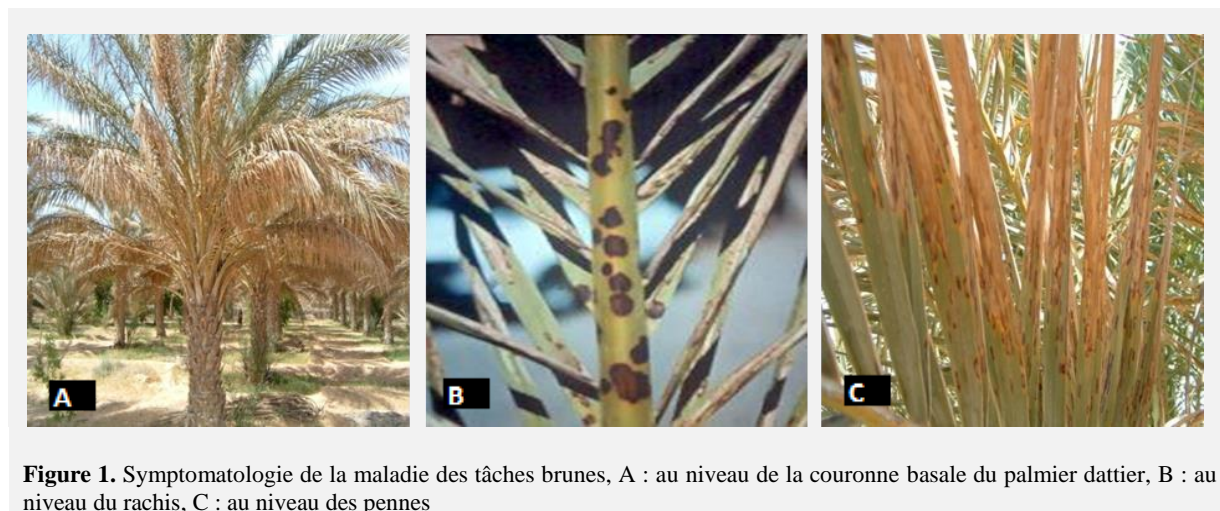 A
B
C
Figure 1. Symptomatologie de la maladie des tâches brunes, A : au niveau de la couronne basale du palmier dattier, B : au
niveau du rachis, C : au niveau des pennes